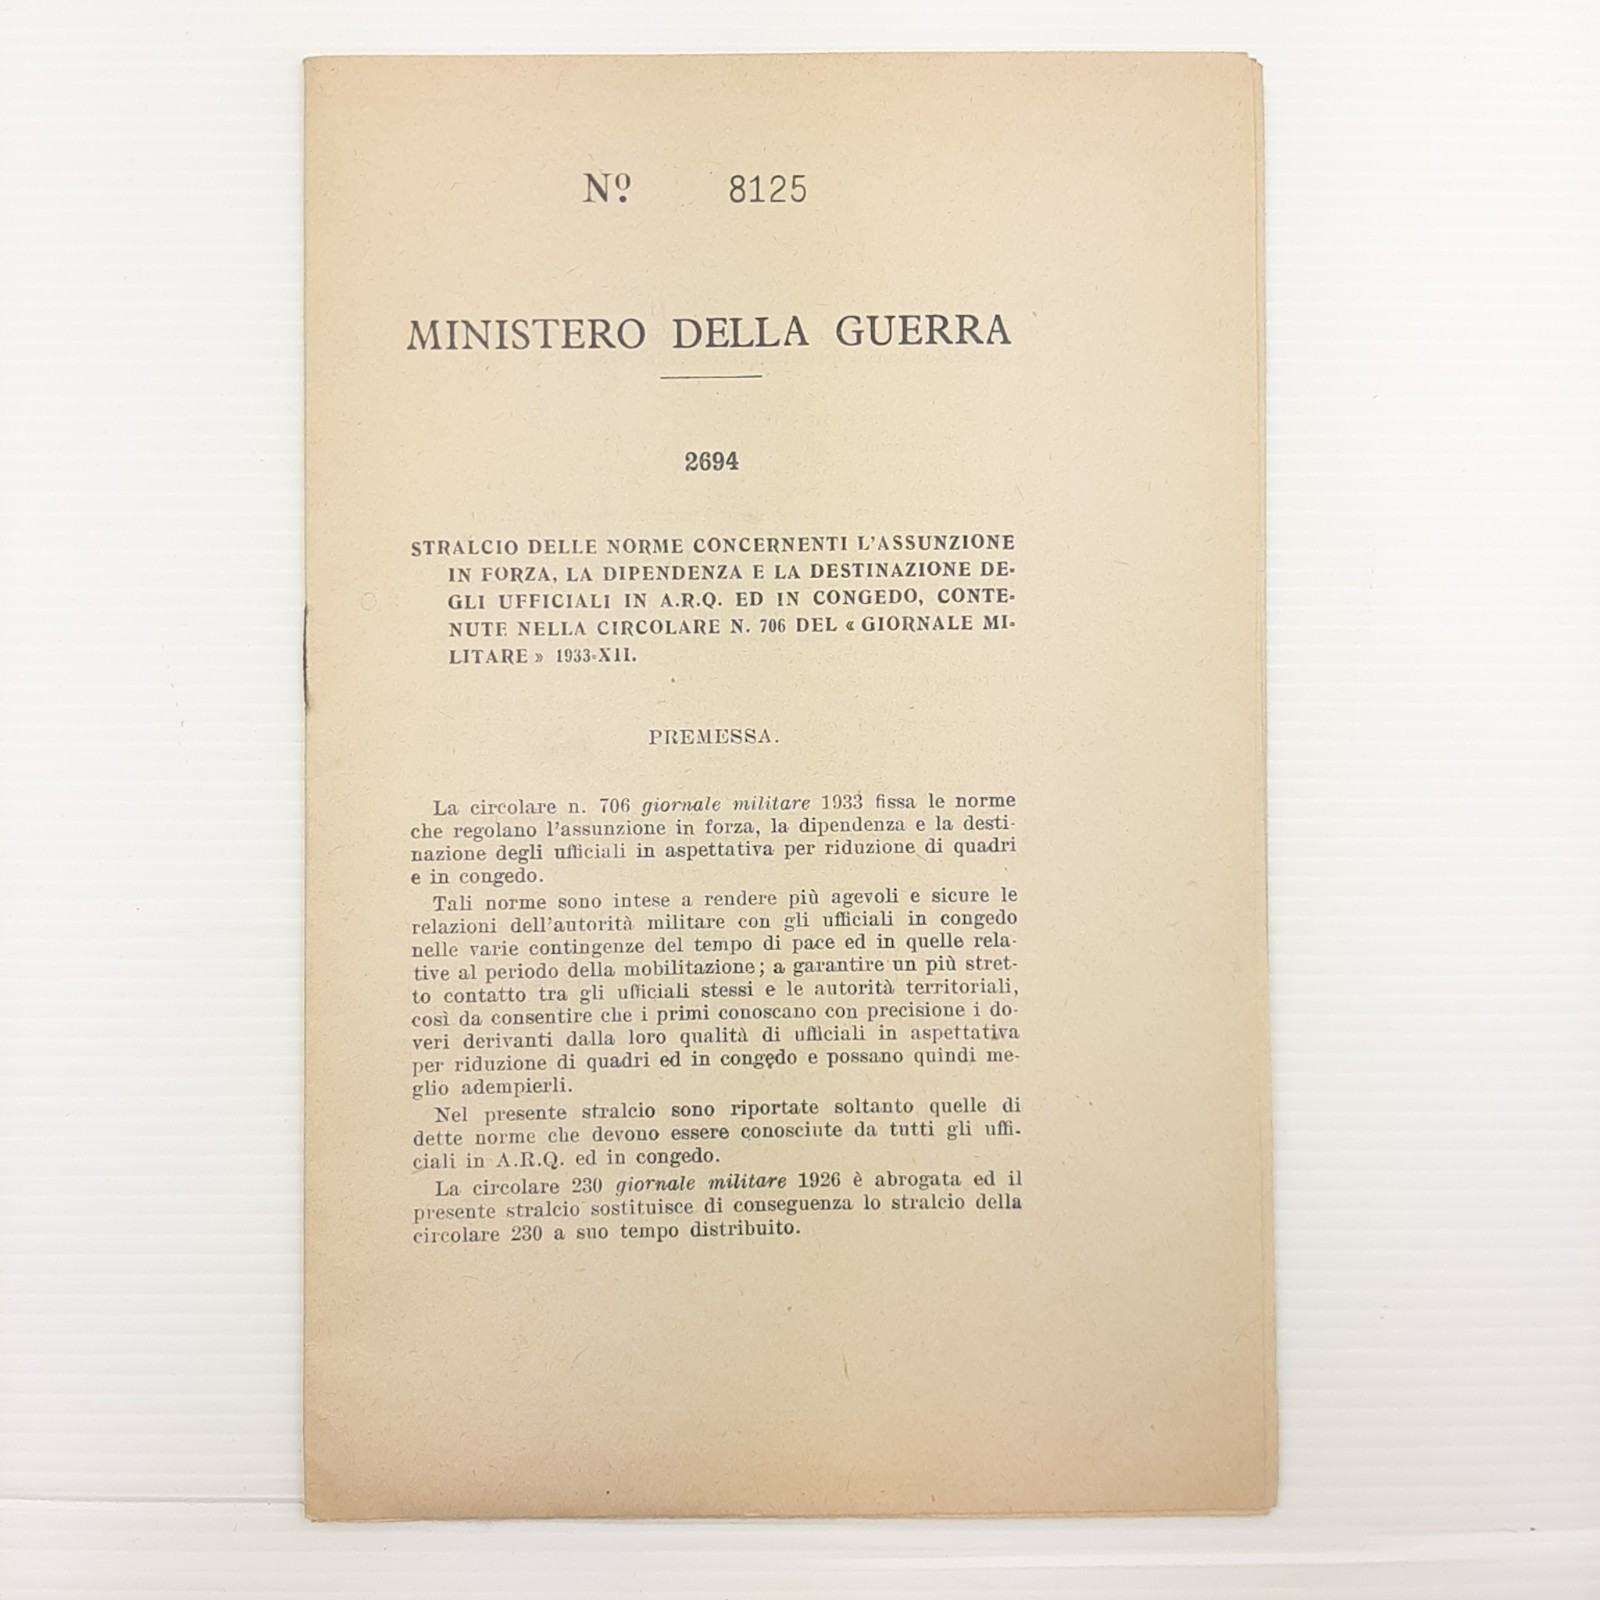 Nº 8125
MINISTERO DELLA GUERRA
2694
STRALCIO DELLE NORME CONCERNENTI L'ASSUNZIONE
IN FORZA, LA DIPENDENZA E LA DESTINAZIONE DE-
GLI UFFICIALI IN A.R.Q. ED IN CONGEDO, CONTE-
NUTE NELLA CIRCOLARE N. 706 DEL « GIORNALE MI-
LITARE » 1933-XII.
PREMESSA.
La circolare n. 706 giornale militare 1933 fissa le norme
che regolano l'assunzione in forza, la dipendenza e la desti-
nazione degli ufficiali in aspettativa per riduzione di quadri
e in congedo.
Tali norme sono intese a rendere più agevoli e sicure le
relazioni dell'autorità militare con gli ufficiali in congedo
nelle varie contingenze del tempo di pace ed in quelle rela-
tive al periodo della mobilitazione; a garantire un più stret-
to contatto tra gli ufficiali stessi e le autorità territoriali,
così da consentire che i primi conoscano con precisione i do-
veri derivanti dalla loro qualità di ufficiali in aspettativa
per riduzione di quadri ed in congedo e possano quindi me-
glio adempierli.
Nel presente stralcio sono riportate soltanto quelle di
dette norme che devono essere conosciute da tutti gli uffi-
ciali in A.R.Q. ed in congedo.
La circolare 230 giornale militare 1926 è abrogata ed il
presente stralcio sostituisce di conseguenza lo stralcio della
circolare 230 a suo tempo distribuito.